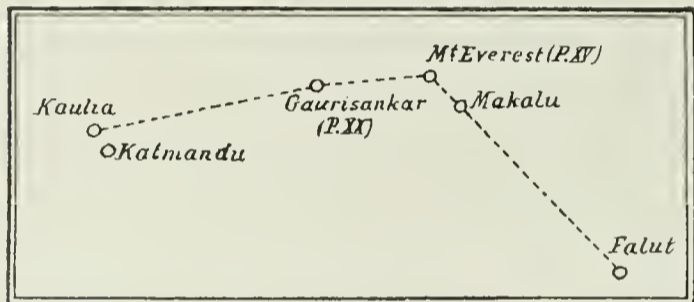 Mt Everest (P.XV)
Kaulia
Gaurisankar
(P.XX)
Makalu
Katmandu
Falut